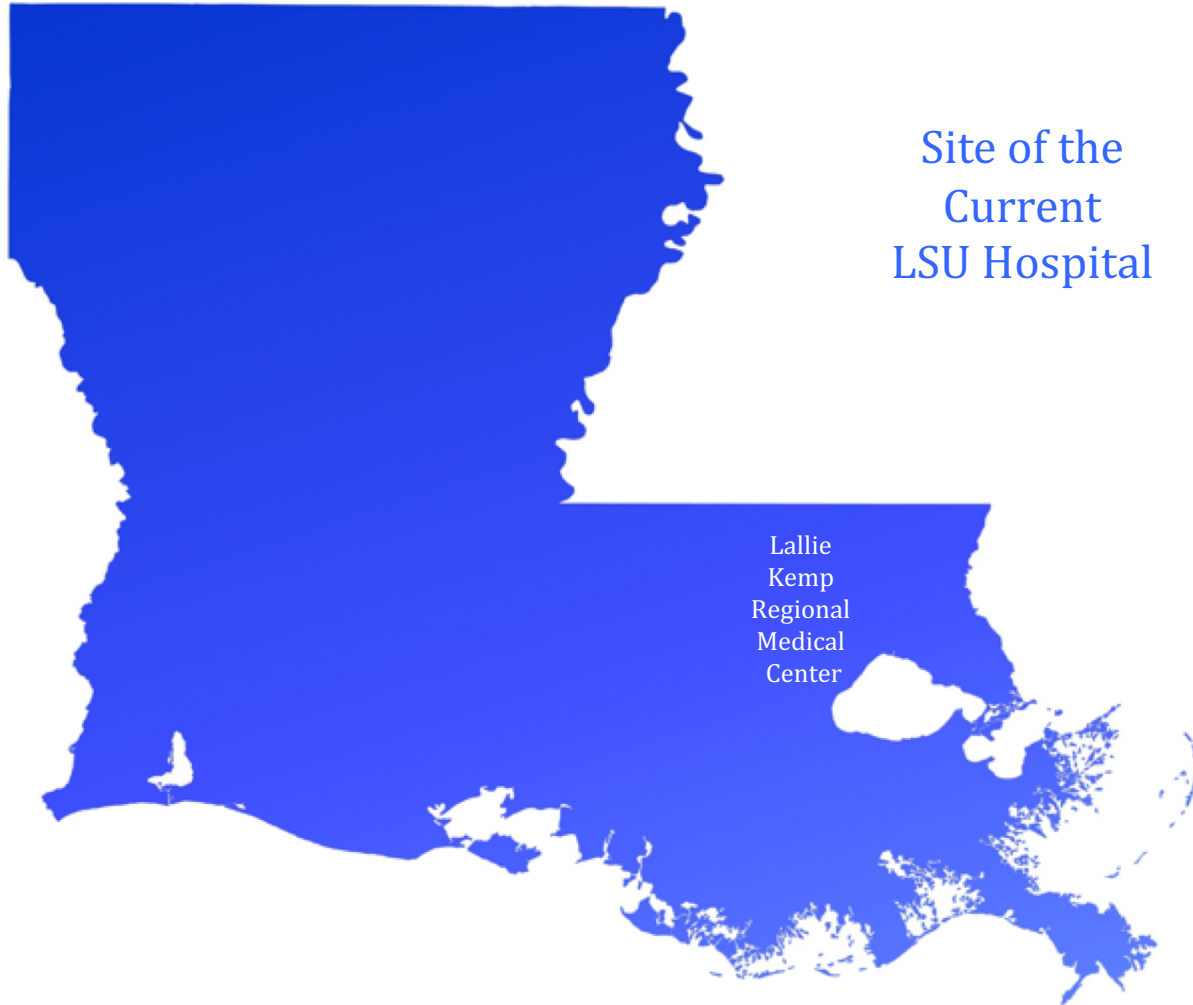 Site of the
Current
LSU Hospital
Lallie
Kemp
Regional
Medical
Center